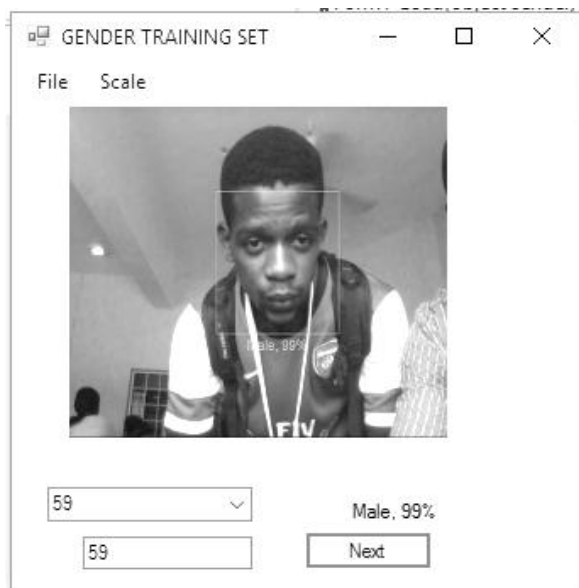 GENDER TRAINING SET
File Scale
Male, 99%
59
Male, 99%
59
Next